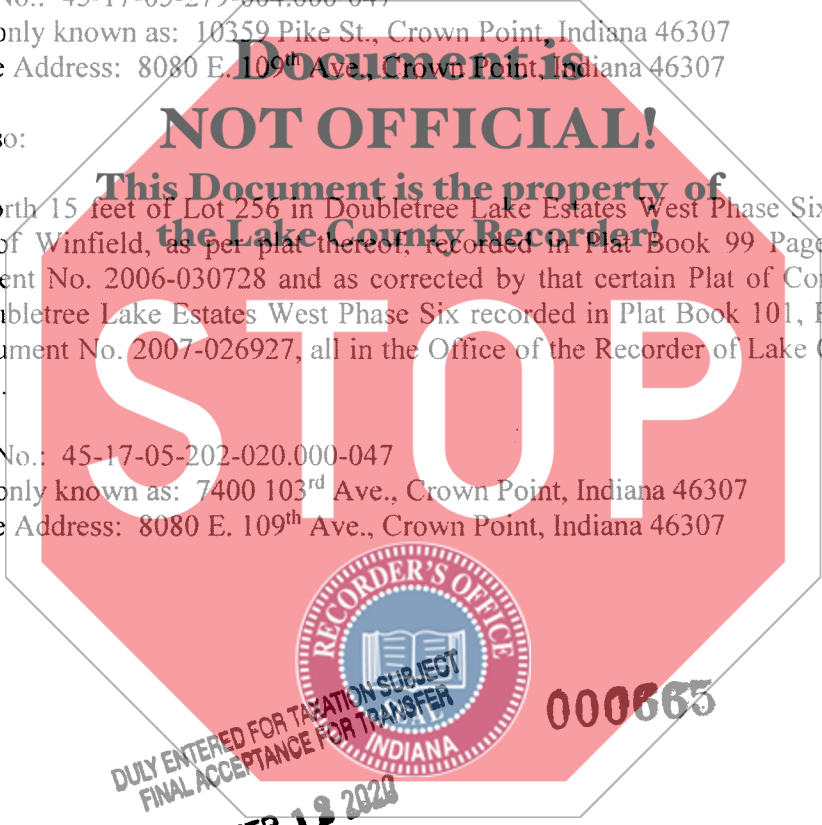 No.: 45-17-05-279-004.000-047
only known as: 10359 Pike St., Crown Point, Indiana 46307
Document is
e Address: 8080 E. 109th Ave., Crown Point, Indiana 46307
NOT OFFICIAL!
so:
This Document is the property of
orth 15 feet of Lot 256 in Doubletree Lake Estates West Phase Six
the Lake County Recorder!
of Winfield, as per plat thereof, recorded in Plat Book 99 Page
ent No. 2006-030728 and as corrected by that certain Plat of Co
ubletree Lake Estates West Phase Six recorded in Plat Book 101, P
ument No. 2007-026927, all in the Office of the Recorder of Lake C
STOP
No.: 45-17-05-202-020.000-047
only known as: 7400 103rd Ave., Crown Point, Indiana 46307
e Address: 8080 E. 109th Ave., Crown Point, Indiana 46307
RECORDER'S OFFICE
INDIANA
000665
DULY ENTERED FOR TAXATION SUBJECT
FINAL ACCEPTANCE FOR TRANSFER
2020